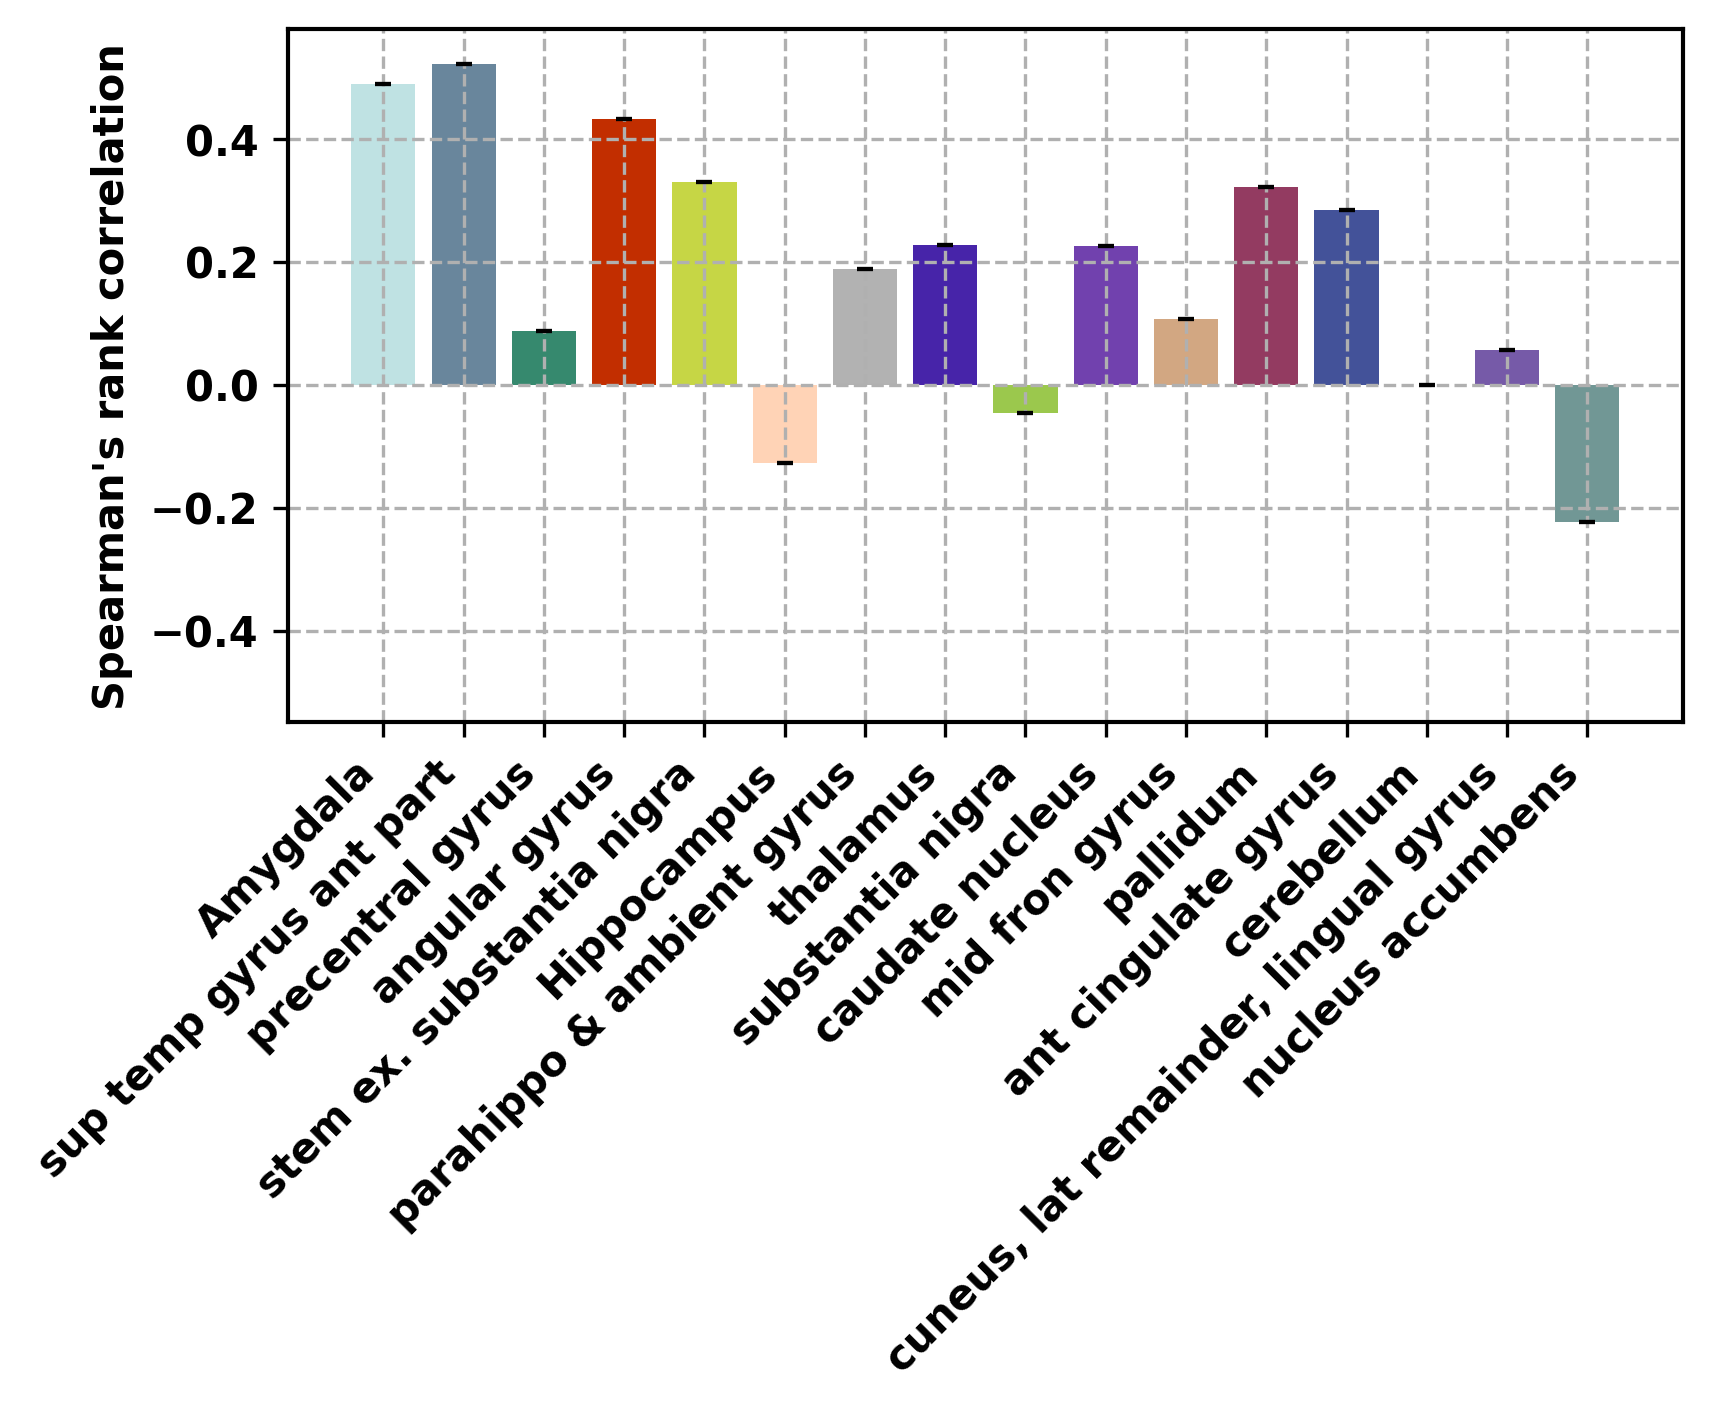 Spearman's rank correlation
0.4
0.2
0.0
−0.2
−0.4
Amygdala
sup temp gyrus ant part
precentral gyrus
angular gyrus
stem ex. substantia nigra
Hippocampus
parahippo & ambient gyrus
thalamus
substantia nigra
caudate nucleus
mid fron gyrus
pallidum
ant cingulate gyrus
cerebellum
cuneus, lat remainder, lingual gyrus
nucleus accumbens